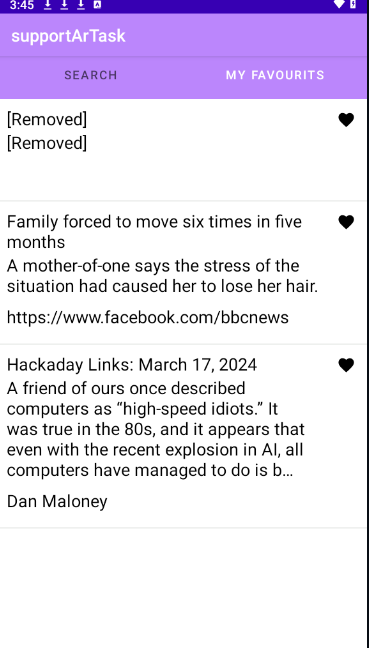 3:45
supportArTask
SEARCH
MY FAVOURITS
[Removed]
[Removed]
Family forced to move six times in five
months
A mother-of-one says the stress of the
situation had caused her to lose her hair.
https://www.facebook.com/bbcnews
Hackaday Links: March 17, 2024
A friend of ours once described
computers as “high-speed idiots.” It
was true in the 80s, and it appears that
even with the recent explosion in AI, all
computers have managed to do is b…
Dan Maloney